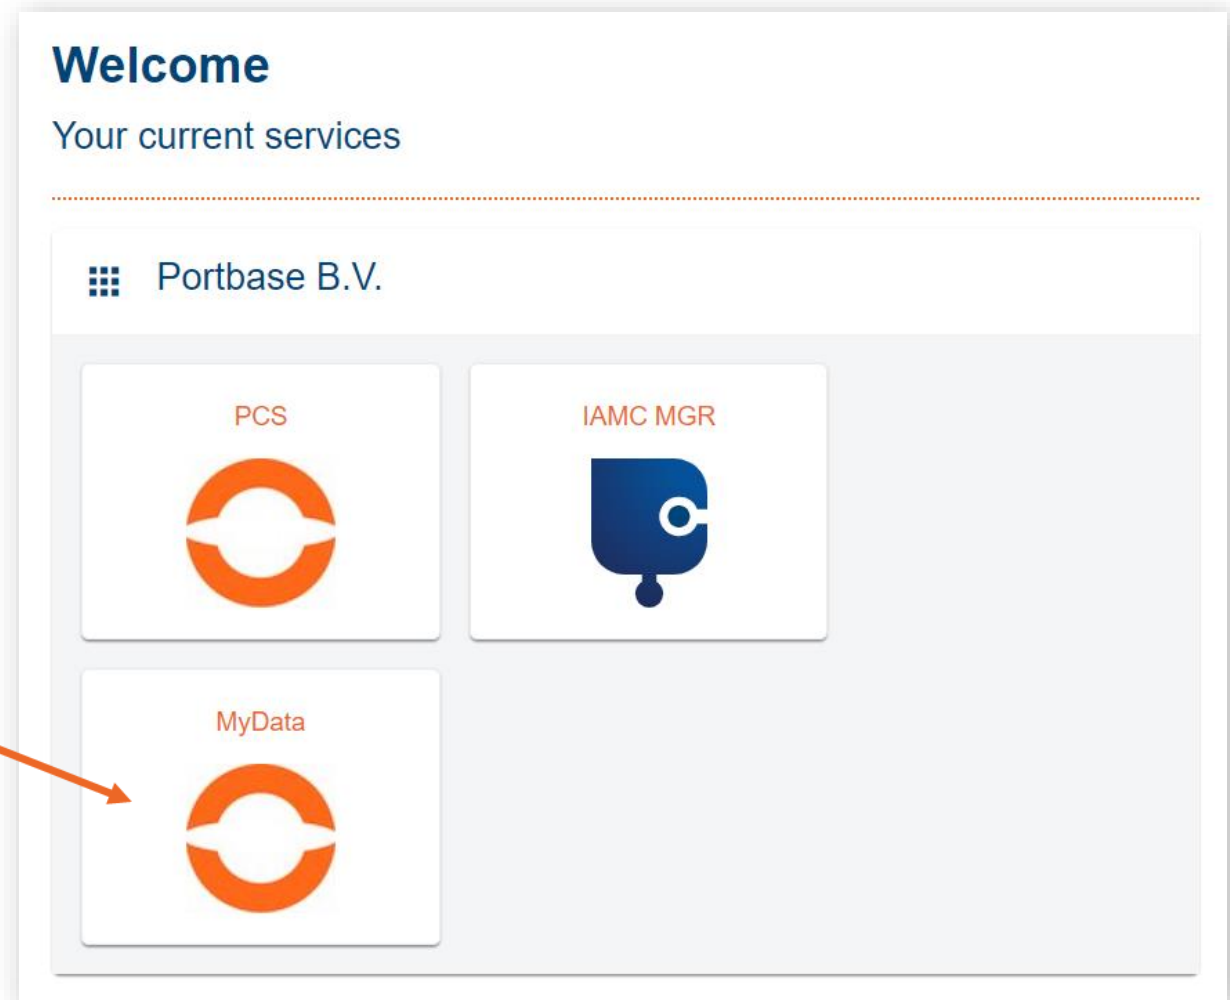 Welcome
Your current services
Portbase B.V.
PCS
IAMC MGR
MyData